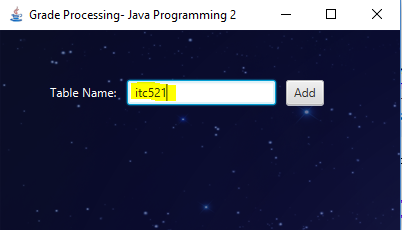 Grade Processing- Java Programming 2
Table Name: itc521 Add